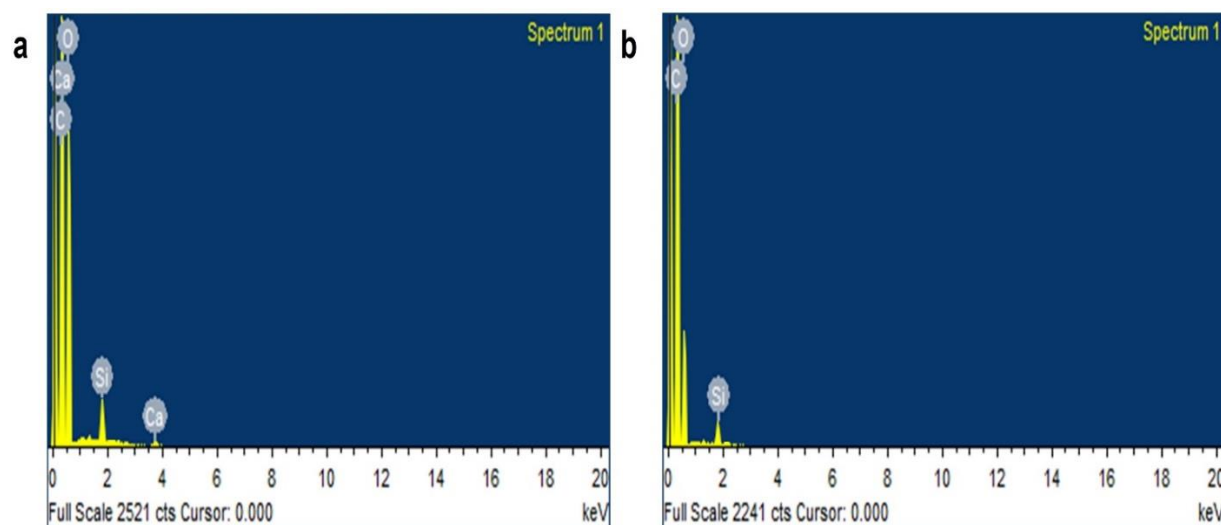 a
Spectrum 1
O
Ca
C
Si
Ca
0 2 4 6 8 10 12 14 16 18 20
Full Scale 2521 cts Cursor: 0.000 keV
b
Spectrum 1
O
C
Si
0 2 4 6 8 10 12 14 16 18 20
Full Scale 2241 cts Cursor: 0.000 keV